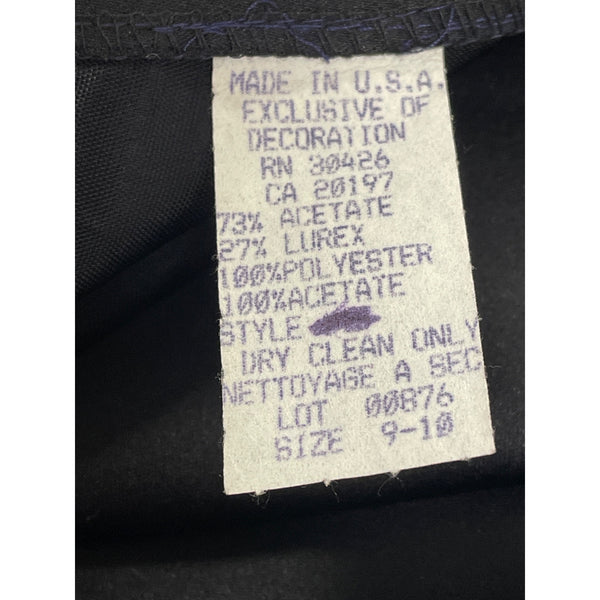 MADE IN U.S.A.
EXCLUSIVE OF
DECORATION
RN 30426
CA 20197
73% ACETATE
27% LUREX
100%POLYESTER
100%ACETATE
STYLE
DRY CLEAN ONLY
NETTOYAGE A SEC
LOT 00876
SIZE 9-10